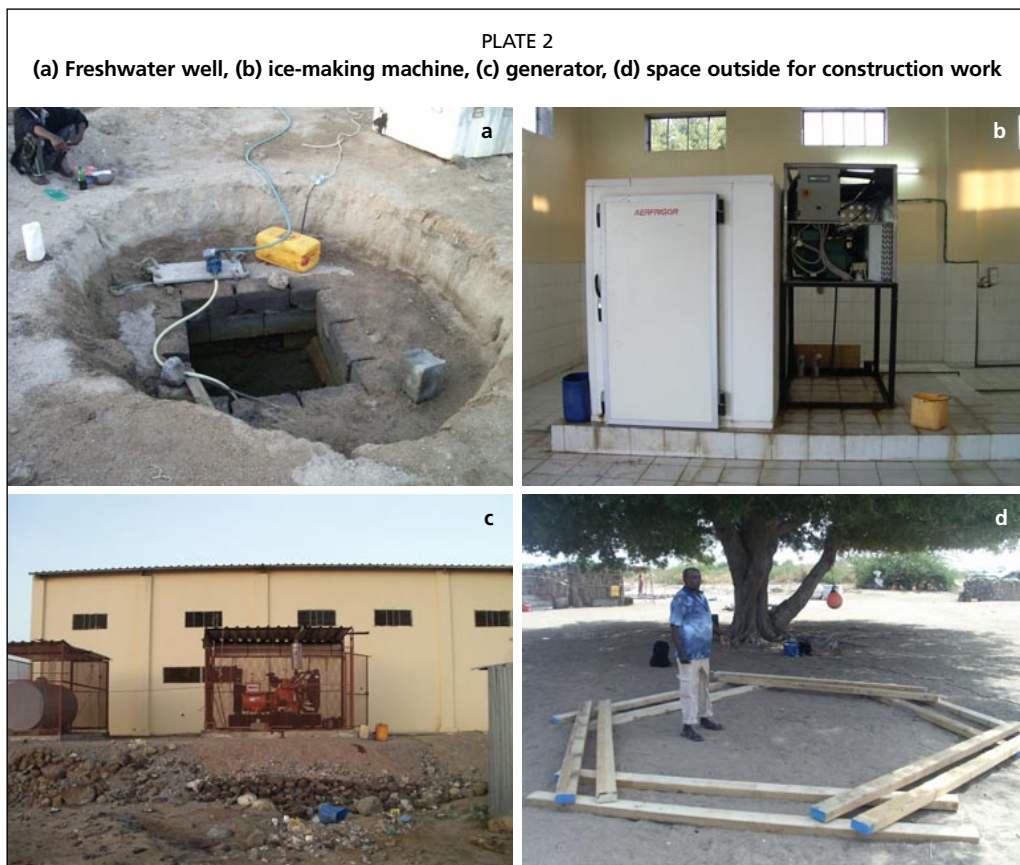 PLATE 2
(a) Freshwater well, (b) ice-making machine, (c) generator, (d) space outside for construction work
a
b
AERFRIGOR
c
d